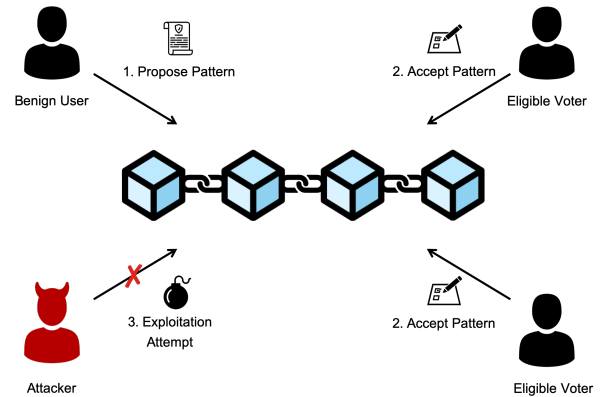 1. Propose Pattern
2. Accept Pattern
Benign User
Eligible Voter
3. Exploitation
Attempt
2. Accept Pattern
Attacker
Eligible Voter